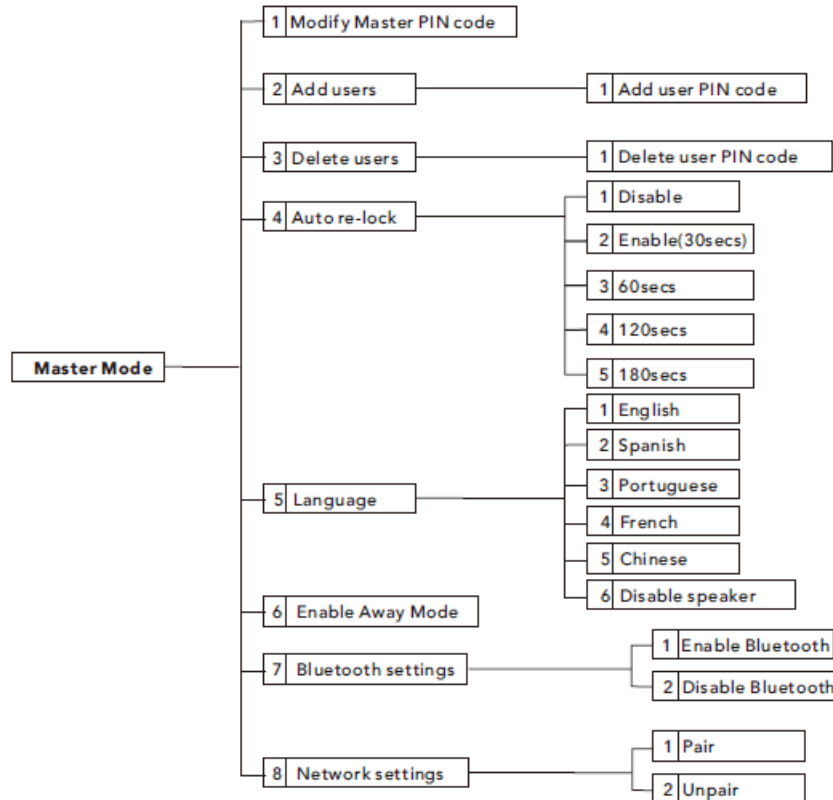 1 Modify Master PIN code
2 Add users
1 Add user PIN code
3 Delete users
1 Delete user PIN code
4 Auto re-lock
1 Disable
2 Enable(30secs)
3 60secs
4 120secs
5 180secs
Master Mode
5 Language
1 English
2 Spanish
3 Portuguese
4 French
5 Chinese
6 Disable speaker
6 Enable Away Mode
7 Bluetooth settings
1 Enable Bluetooth
2 Disable Bluetooth
8 Network settings
1 Pair
2 Unpair